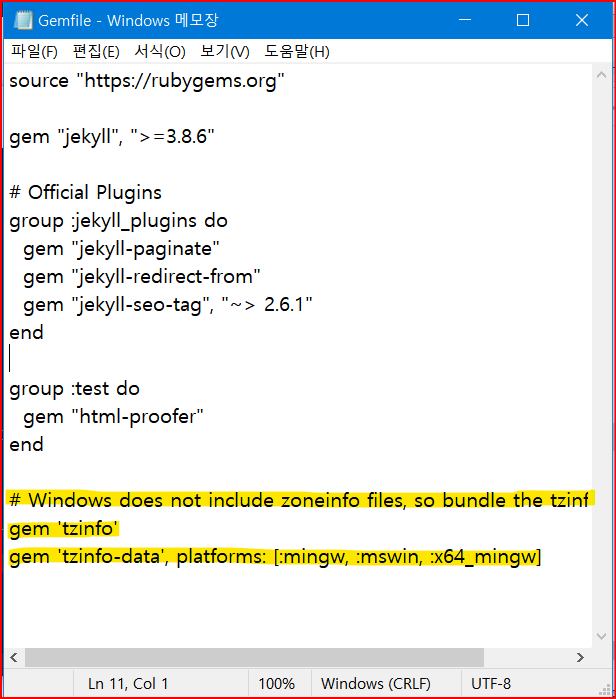 Gemfile - Windows 메모장
파일(F) 편집(E) 서식(O) 보기(V) 도움말(H)
source "https://rubygems.org"
gem "jekyll", ">=3.8.6"
# Official Plugins
group :jekyll_plugins do
gem "jekyll-paginate"
gem "jekyll-redirect-from"
gem "jekyll-seo-tag", "~> 2.6.1"
end
group :test do
gem "html-proofer"
end
# Windows does not include zoneinfo files, so bundle the tzinf
gem 'tzinfo'
gem 'tzinfo-data', platforms: [:mingw, :mswin, :x64_mingw]
Ln 11, Col 1 100% Windows (CRLF) UTF-8